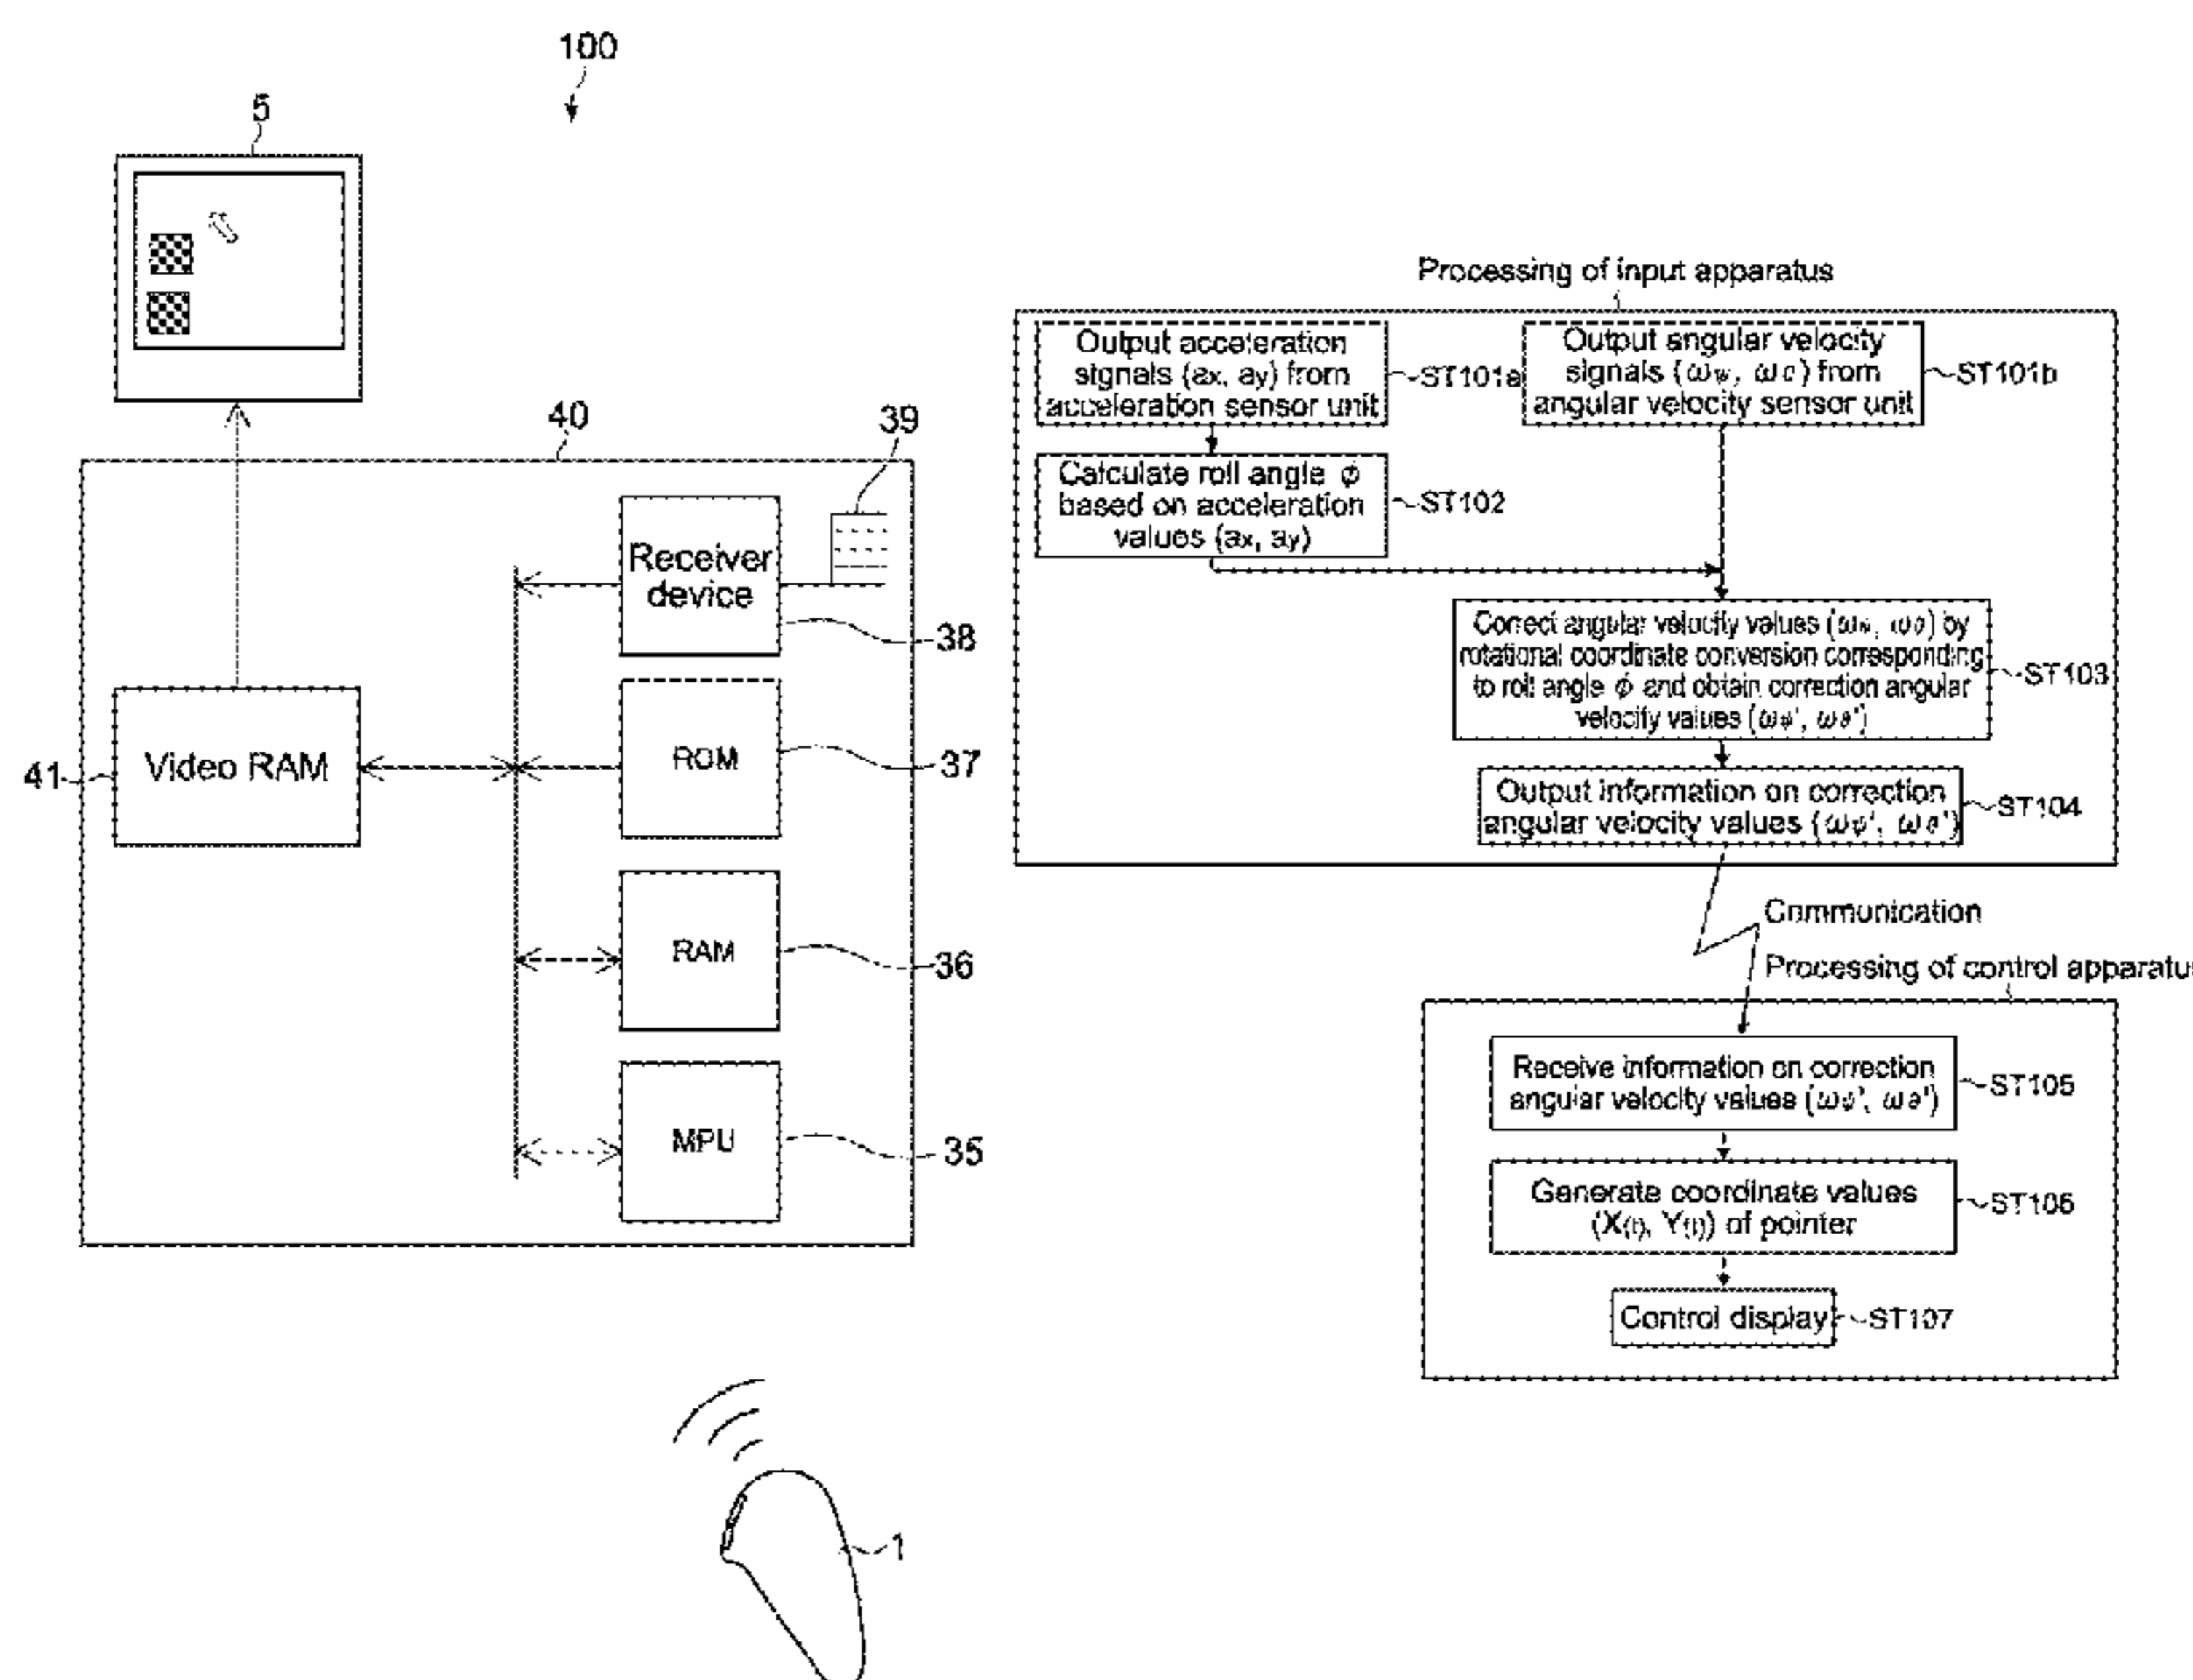 100
5
40
39
Receiver
device
38
41
Video RAM
ROM
37
RAM
36
MPU
35
1
Processing of input apparatus
Output acceleration
signals (ax, ay) from
acceleration sensor unit
ST101a
Output angular velocity
signals (ωψ, ωθ) from
angular velocity sensor unit
ST101b
Calculate roll angle ϕ
based on acceleration
values (ax, ay)
ST102
Correct angular velocity values (ωψ, ωθ) by
rotational coordinate conversion corresponding
to roll angle ϕ and obtain correction angular
velocity values (ωψ', ωθ')
ST103
Output information on correction
angular velocity values (ωψ', ωθ')
ST104
Communication
Processing of control apparatus
Receive information on correction
angular velocity values (ωψ', ωθ')
ST105
Generate coordinate values
(X(t), Y(t)) of pointer
ST106
Control display
ST107